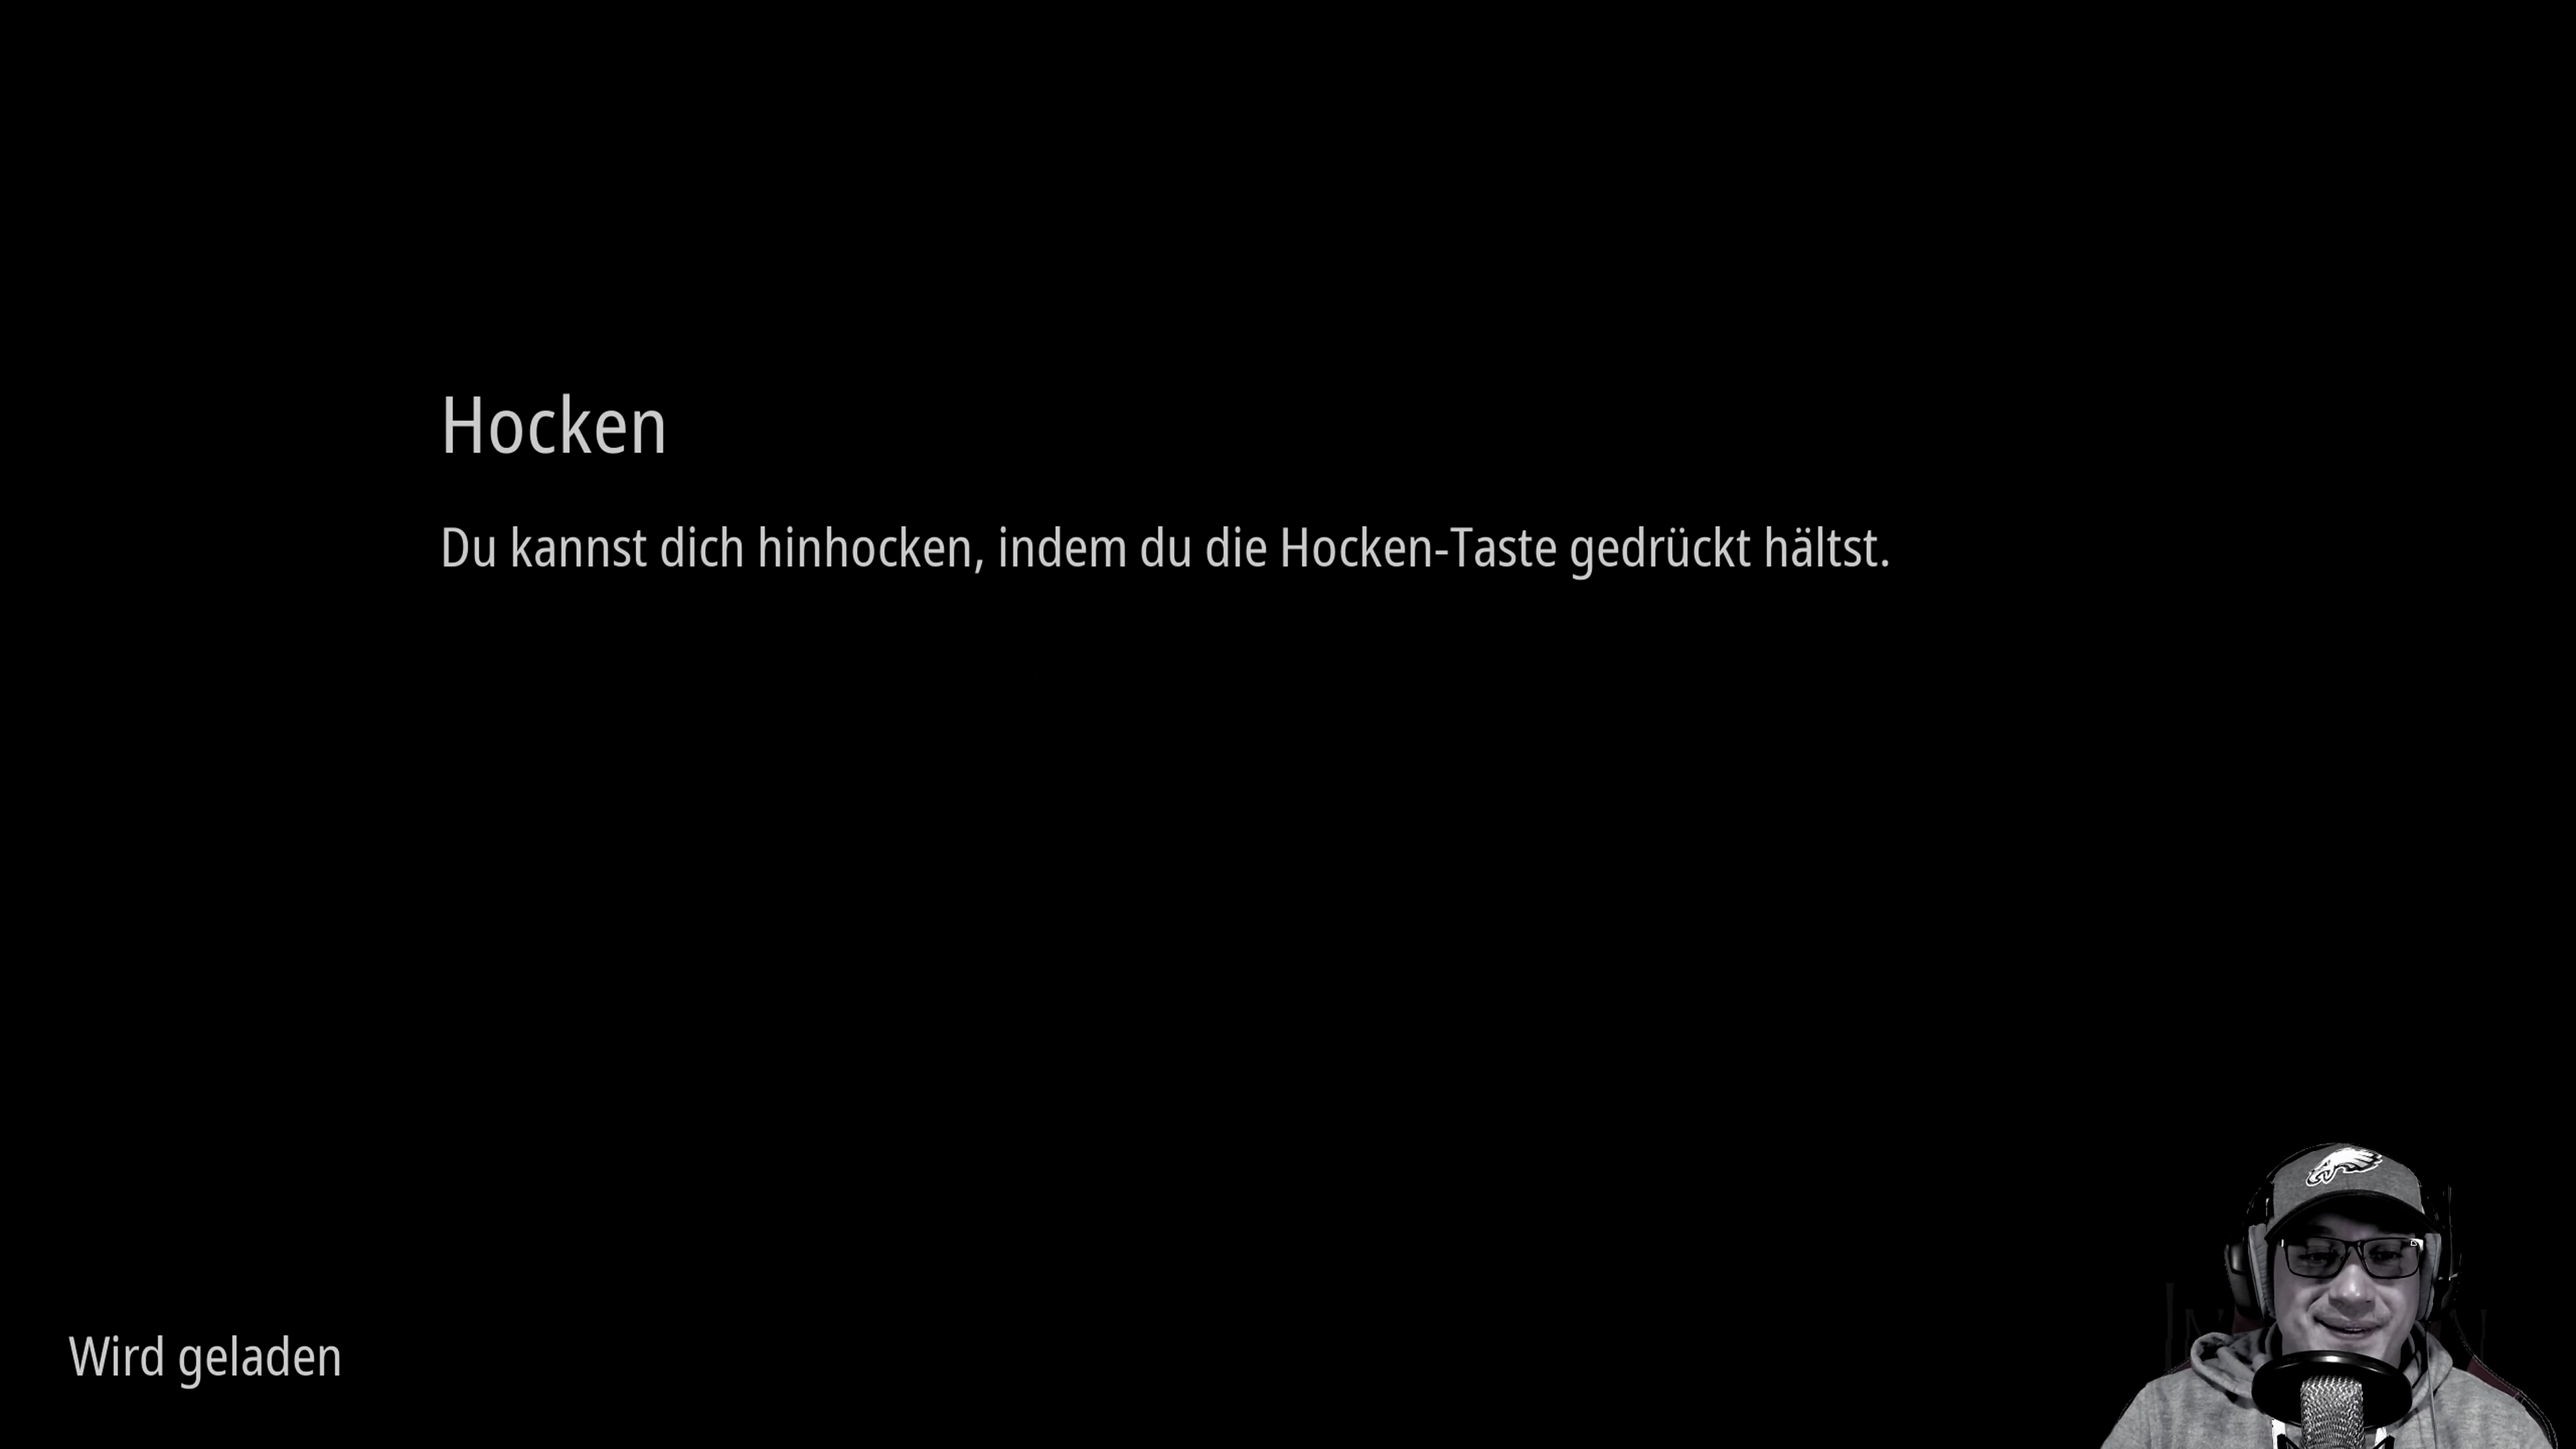 Hocken
Du kannst dich hinhocken, indem du die Hocken-Taste gedrückt hältst.
Wird geladen